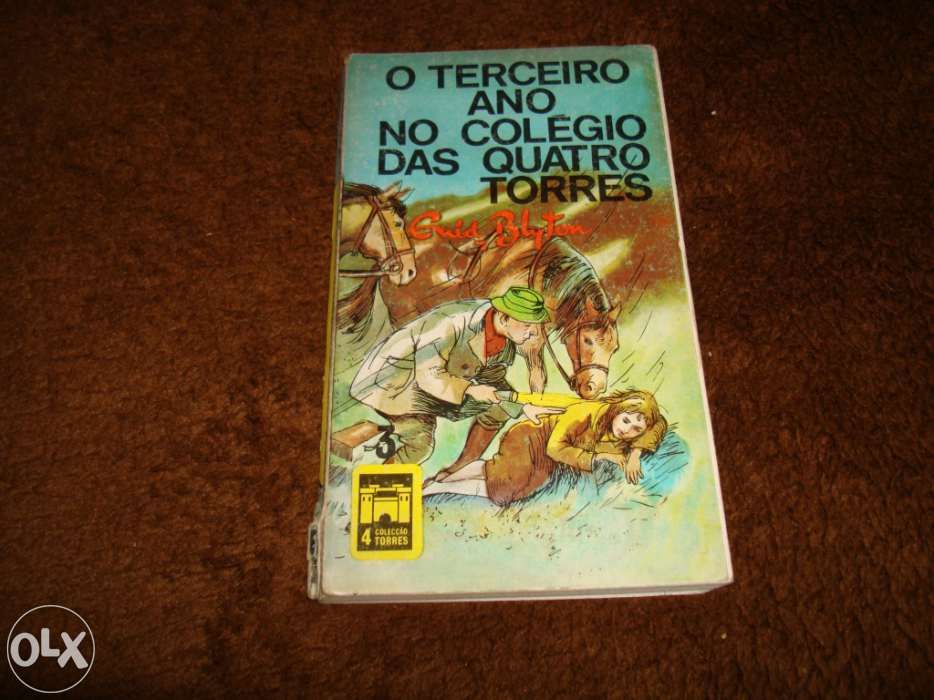 O TERCEIRO
ANO
NO COLÉGIO
DAS QUATRO
TORRES
Enid Blyton
3
COLECÇÃO
4 TORRES
OLX